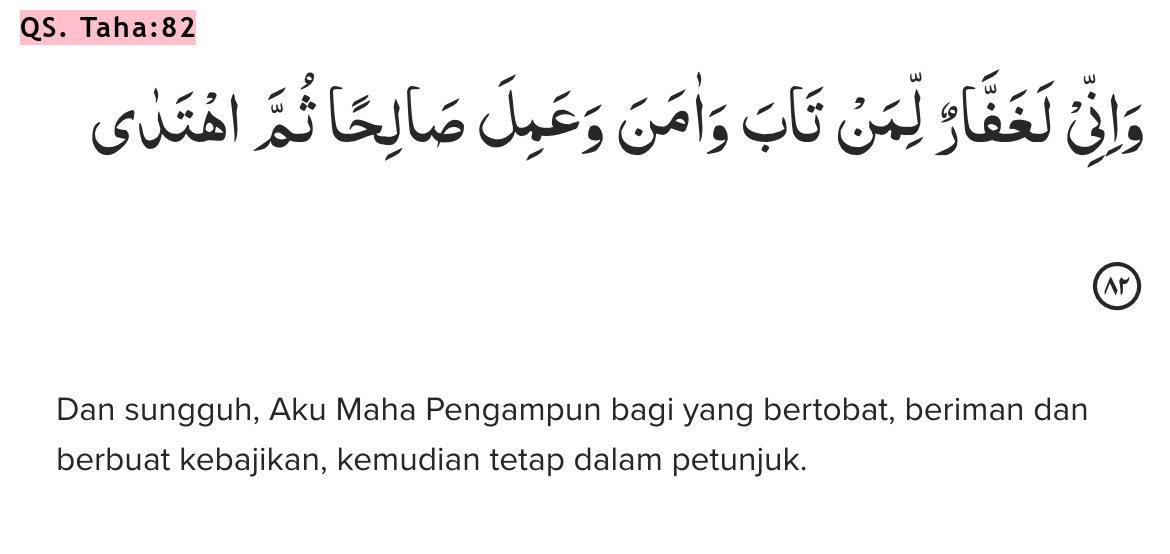 QS. Taha:82
وَاِنِّيْ لَغَفَّارٌ لِّمَنْ تَابَ وَاٰمَنَ وَعَمِلَ صَالِحًا ثُمَّ اهْتَدٰى
٨٢
Dan sungguh, Aku Maha Pengampun bagi yang bertobat, beriman dan
berbuat kebajikan, kemudian tetap dalam petunjuk.